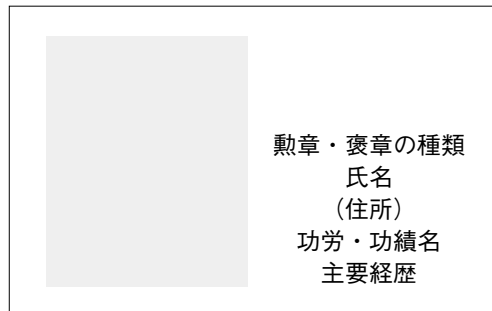 勲章・褒章の種類
氏名
（住所）
功労・功績名
主要経歴